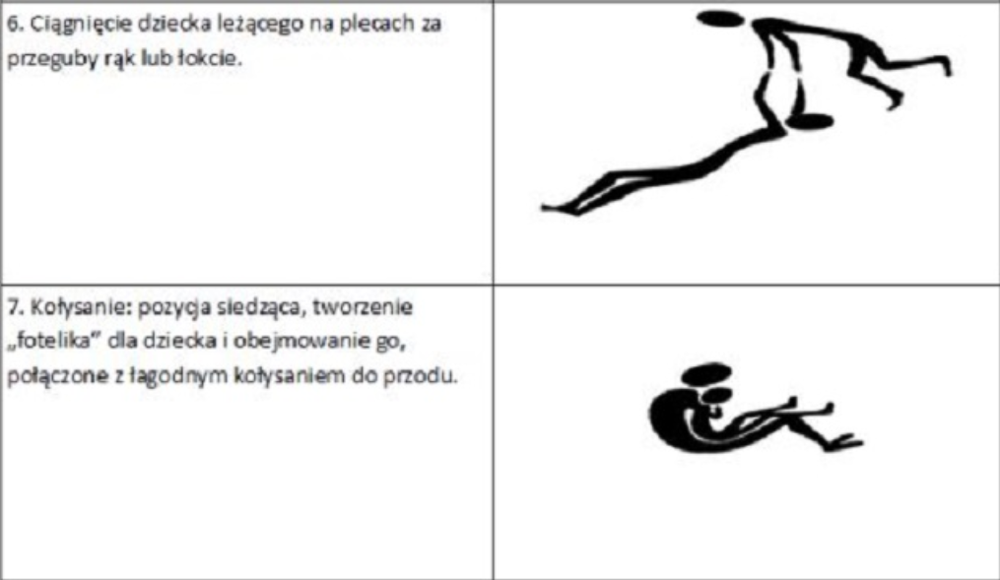 6. Ciągnięcie dziecka leżącego na plecach za
przeguby rąk lub łokcie.
7. Kołysanie: pozycja siedząca, tworzenie
„fotelika” dla dziecka i obejmowanie go,
połączone z łagodnym kołysaniem do przodu.